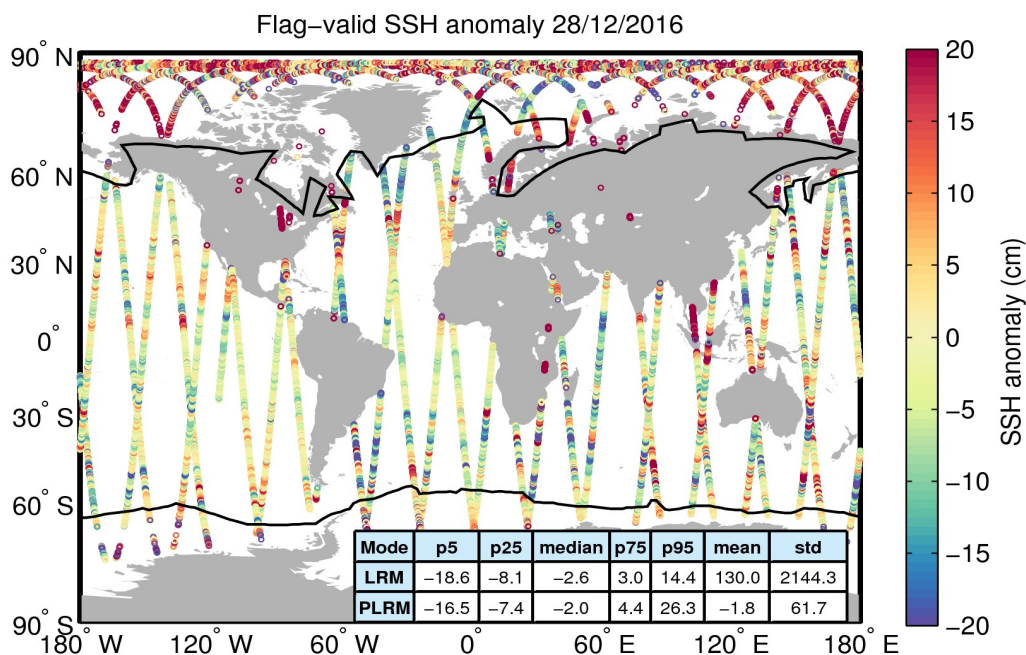 Flag−valid SSH anomaly 28/12/2016
90° N
60° N
30° N
0°
30° S
60° S
90° S
180° W
120° W
60° W
0°
60° E
120° E
180° E
20
15
10
5
0
−5
−10
−15
−20
SSH anomaly (cm)
Mode p5 p25 median p75 p95 mean std
LRM −18.6 −8.1 −2.6 3.0 14.4 130.0 2144.3
PLRM −16.5 −7.4 −2.0 4.4 26.3 −1.8 61.7